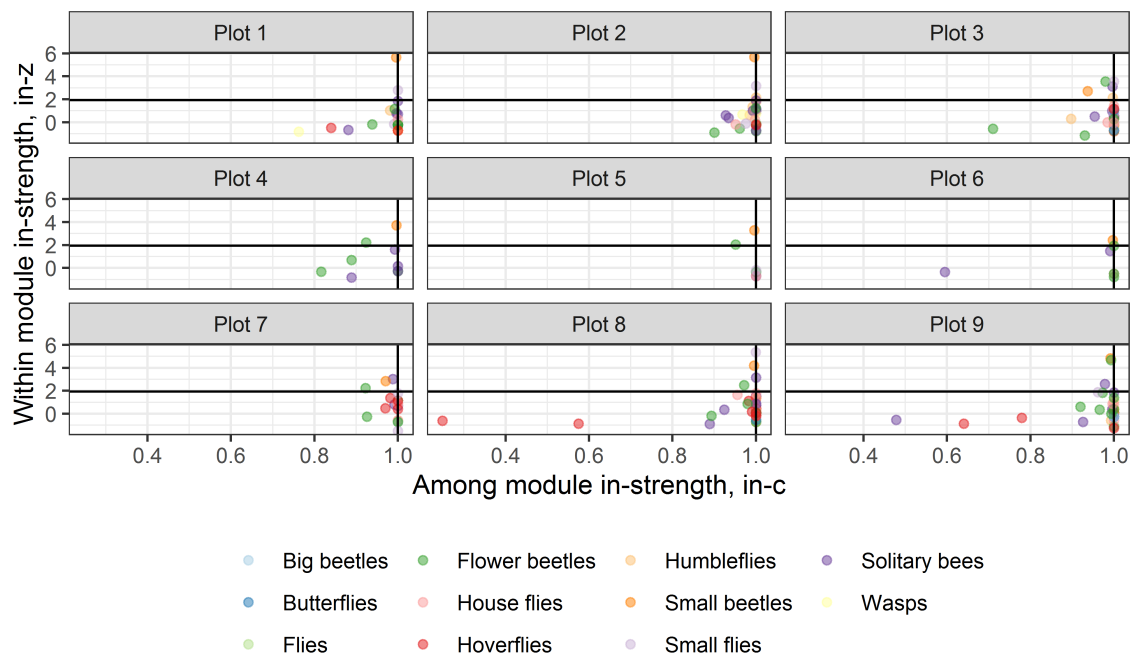 Plot 1 Plot 2 Plot 3
6
4
2
0
Plot 4 Plot 5 Plot 6
6
4
2
0
Plot 7 Plot 8 Plot 9
6
4
2
0
Within module in-strength, in-z
0.4 0.6 0.8 1.0 0.4 0.6 0.8 1.0 0.4 0.6 0.8 1.0
Among module in-strength, in-c
Big beetles Flower beetles Humbleflies Solitary bees
Butterflies House flies Small beetles Wasps
Flies Hoverflies Small flies